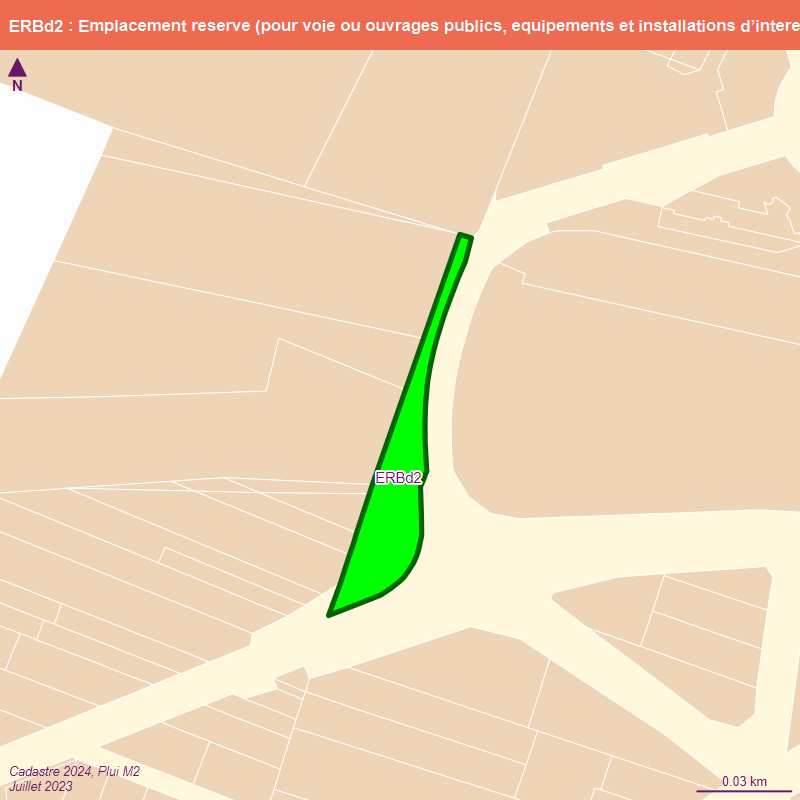 ERBd2 : Emplacement reserve (pour voie ou ouvrages publics, equipements et installations d'intere
N
ERBd2
Cadastre 2024, Plui M2
Juillet 2023
0.03 km